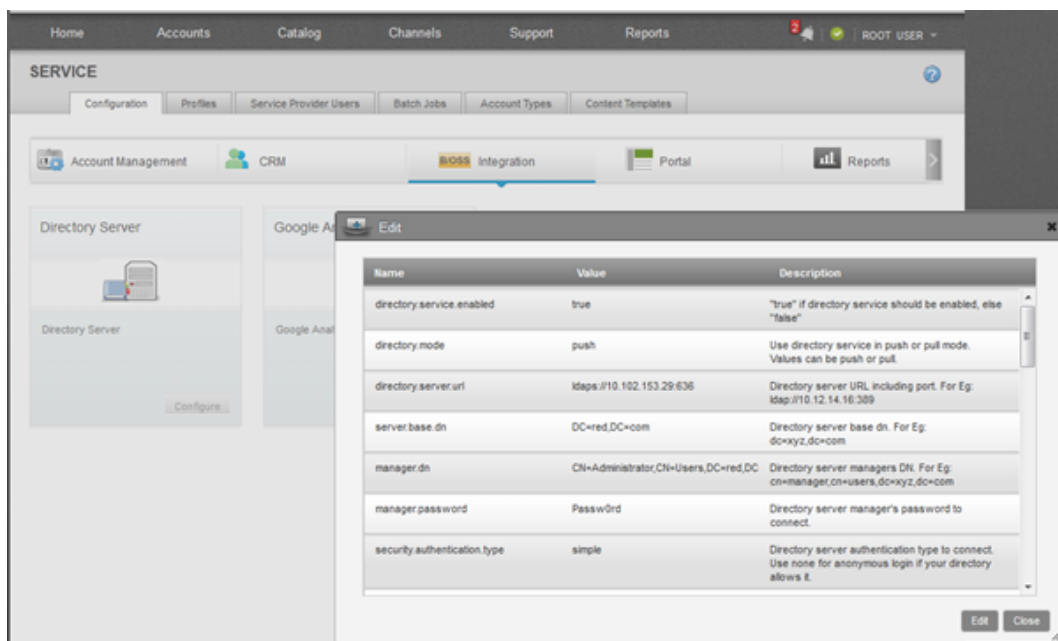 Home Accounts Catalog Channels Support Reports 2 ROOT USER
SERVICE
Configuration Profiles Service Provider Users Batch Jobs Account Types Content Templates
Account Management CRM B/OSS Integration Portal Reports
Directory Server Google A
Edit
Name Value Description
directory.service.enabled true "true" if directory service should be enabled, else
"false"
Directory Server Google Anal
directory.mode push Use directory service in push or pull mode.
Values can be push or pull.
directory.server.url ldaps://10.102.153.29:636 Directory server URL including port. For Eg:
ldap://10.12.14.16:389
Configure
server.base.dn DC=red,DC=com Directory server base dn. For Eg:
dc=xyz,dc=com
manager.dn CN=Administrator,CN=Users,DC=red,DC Directory server managers DN. For Eg:
cn=manager,cn=users,dc=xyz,dc=com
manager.password Passw0rd Directory server manager's password to
connect.
security.authentication.type simple Directory server authentication type to connect.
Use none for anonymous login if your directory
allows it.
Edit Close